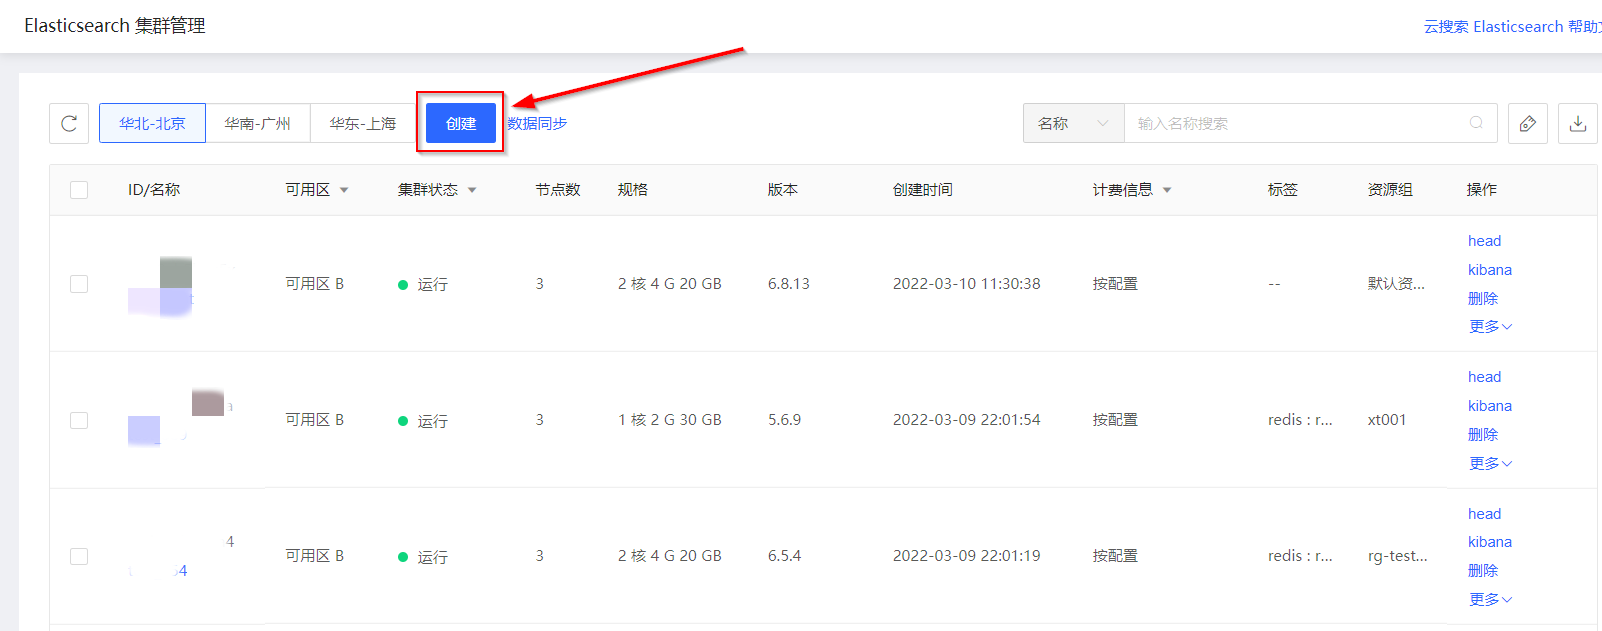 Elasticsearch 集群管理
云搜索 Elasticsearch 帮助
华北-北京 华南-广州 华东-上海 创建 数据同步 名称 输入名称搜索
ID/名称 可用区 集群状态 节点数 规格 版本 创建时间 计费信息 标签 资源组 操作
t 可用区 B 运行 3 2 核 4 G 20 GB 6.8.13 2022-03-10 11:30:38 按配置 -- 默认资...
head
kibana
删除
更多
a 可用区 B 运行 3 1 核 2 G 30 GB 5.6.9 2022-03-09 22:01:54 按配置 redis : r... xt001
head
kibana
删除
更多
4
4 可用区 B 运行 3 2 核 4 G 20 GB 6.5.4 2022-03-09 22:01:19 按配置 redis : r... rg-test...
head
kibana
删除
更多